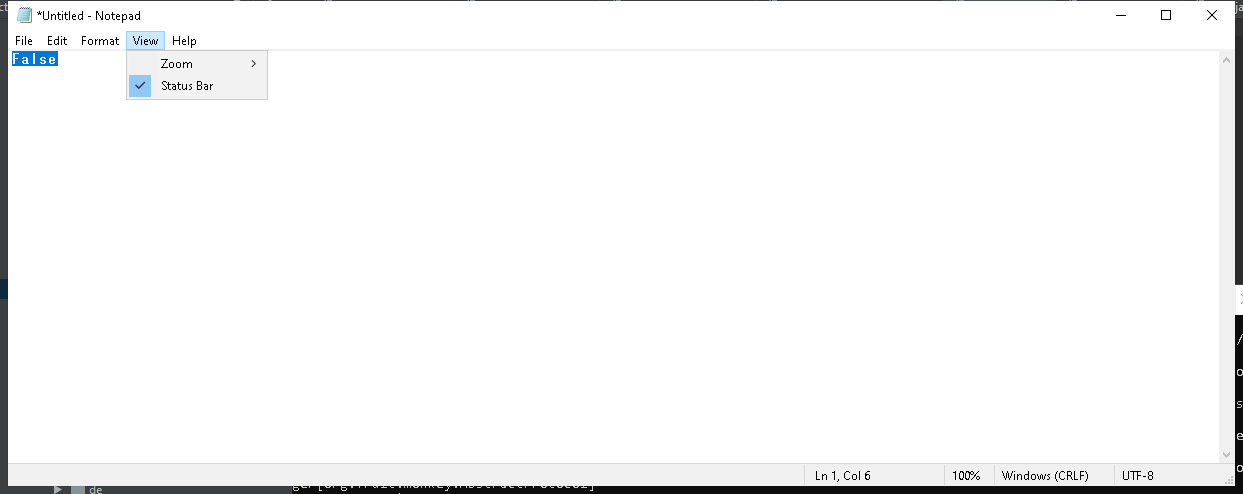 *Untitled - Notepad
File Edit Format View Help
False
Zoom
Status Bar
Ln 1, Col 6 100% Windows (CRLF) UTF-8
de